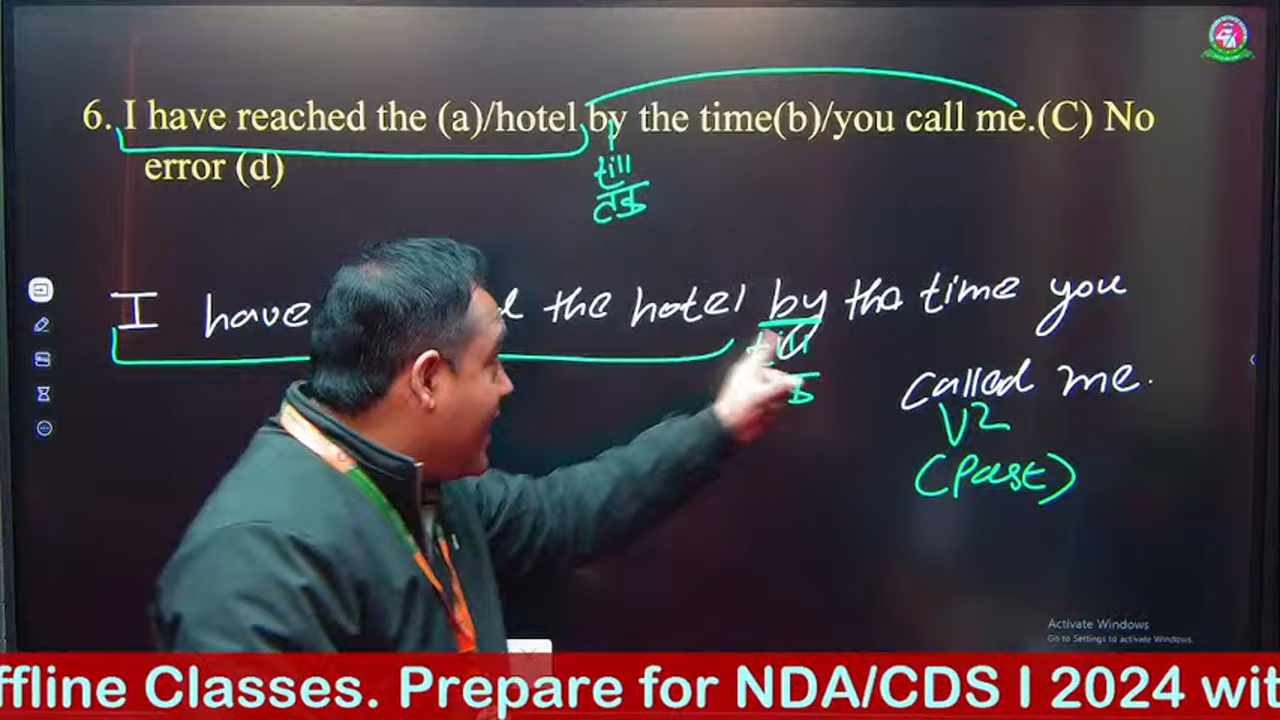 6. I have reached the (a)/hotel by the time(b)/you call me.(C) No
error (d)
till
तक
I have the hotel by the time you
till
called me.
V2
(Past)
Activate Windows
Go to Settings to activate Windows.
ffline Classes. Prepare for NDA/CDS I 2024 wit